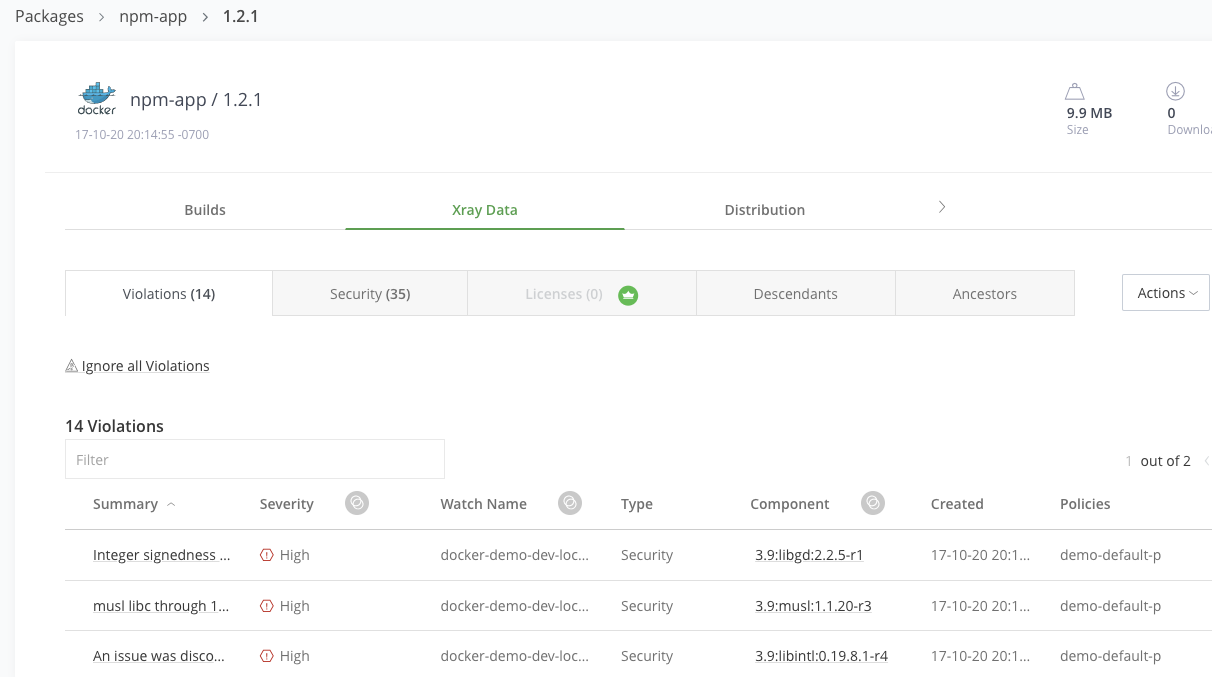 Packages > npm-app > 1.2.1
docker
npm-app / 1.2.1
17-10-20 20:14:55 -0700
9.9 MB
Size
0
Downlo
Builds
Xray Data
Distribution
Violations (14)
Security (35)
Licenses (0)
Descendants
Ancestors
Actions
Ignore all Violations
14 Violations
Filter
1 out of 2
Summary Severity Watch Name Type Component Created Policies
Integer signedness ... High docker-demo-dev-loc... Security 3.9:libgd:2.2.5-r1 17-10-20 20:1... demo-default-p
musl libc through 1... High docker-demo-dev-loc... Security 3.9:musl:1.1.20-r3 17-10-20 20:1... demo-default-p
An issue was disco... High docker-demo-dev-loc... Security 3.9:libintl:0.19.8.1-r4 17-10-20 20:1... demo-default-p